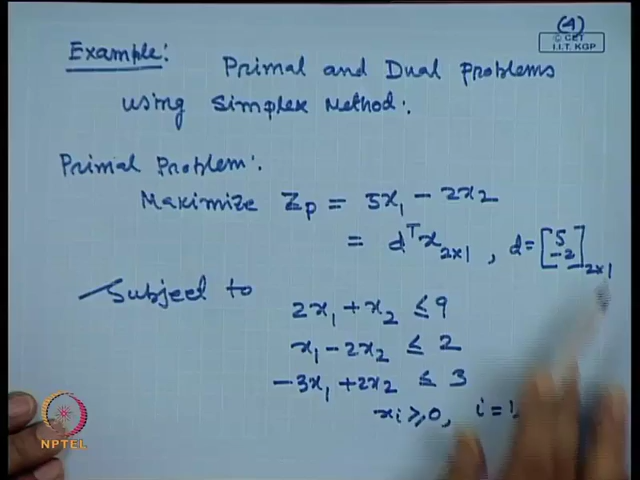 (4)
© CET
I.I.T. KGP
Example: Primal and Dual Problems
using Simplex Method:
Primal Problem:
Maximize Zp = 5x₁ - 2x₂
= dᵀx₂ₓ₁, d = [5 -2]₂ₓ₁
Subject to
2x₁ + x₂ ≤ 9
x₁ - 2x₂ ≤ 2
-3x₁ + 2x₂ ≤ 3
xᵢ ≥ 0, i = 1
NPTEL